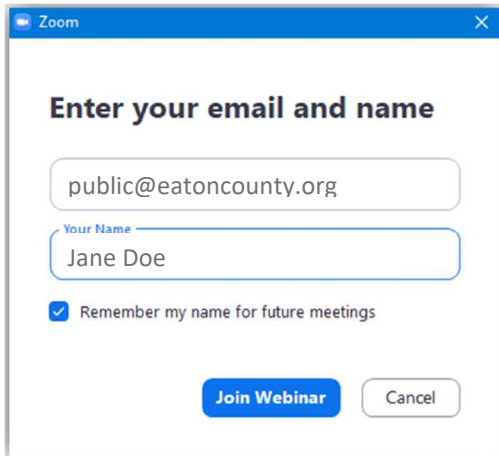 Zoom
Enter your email and name
public@eatoncounty.org
Your Name
Jane Doe
Remember my name for future meetings
Join Webinar
Cancel